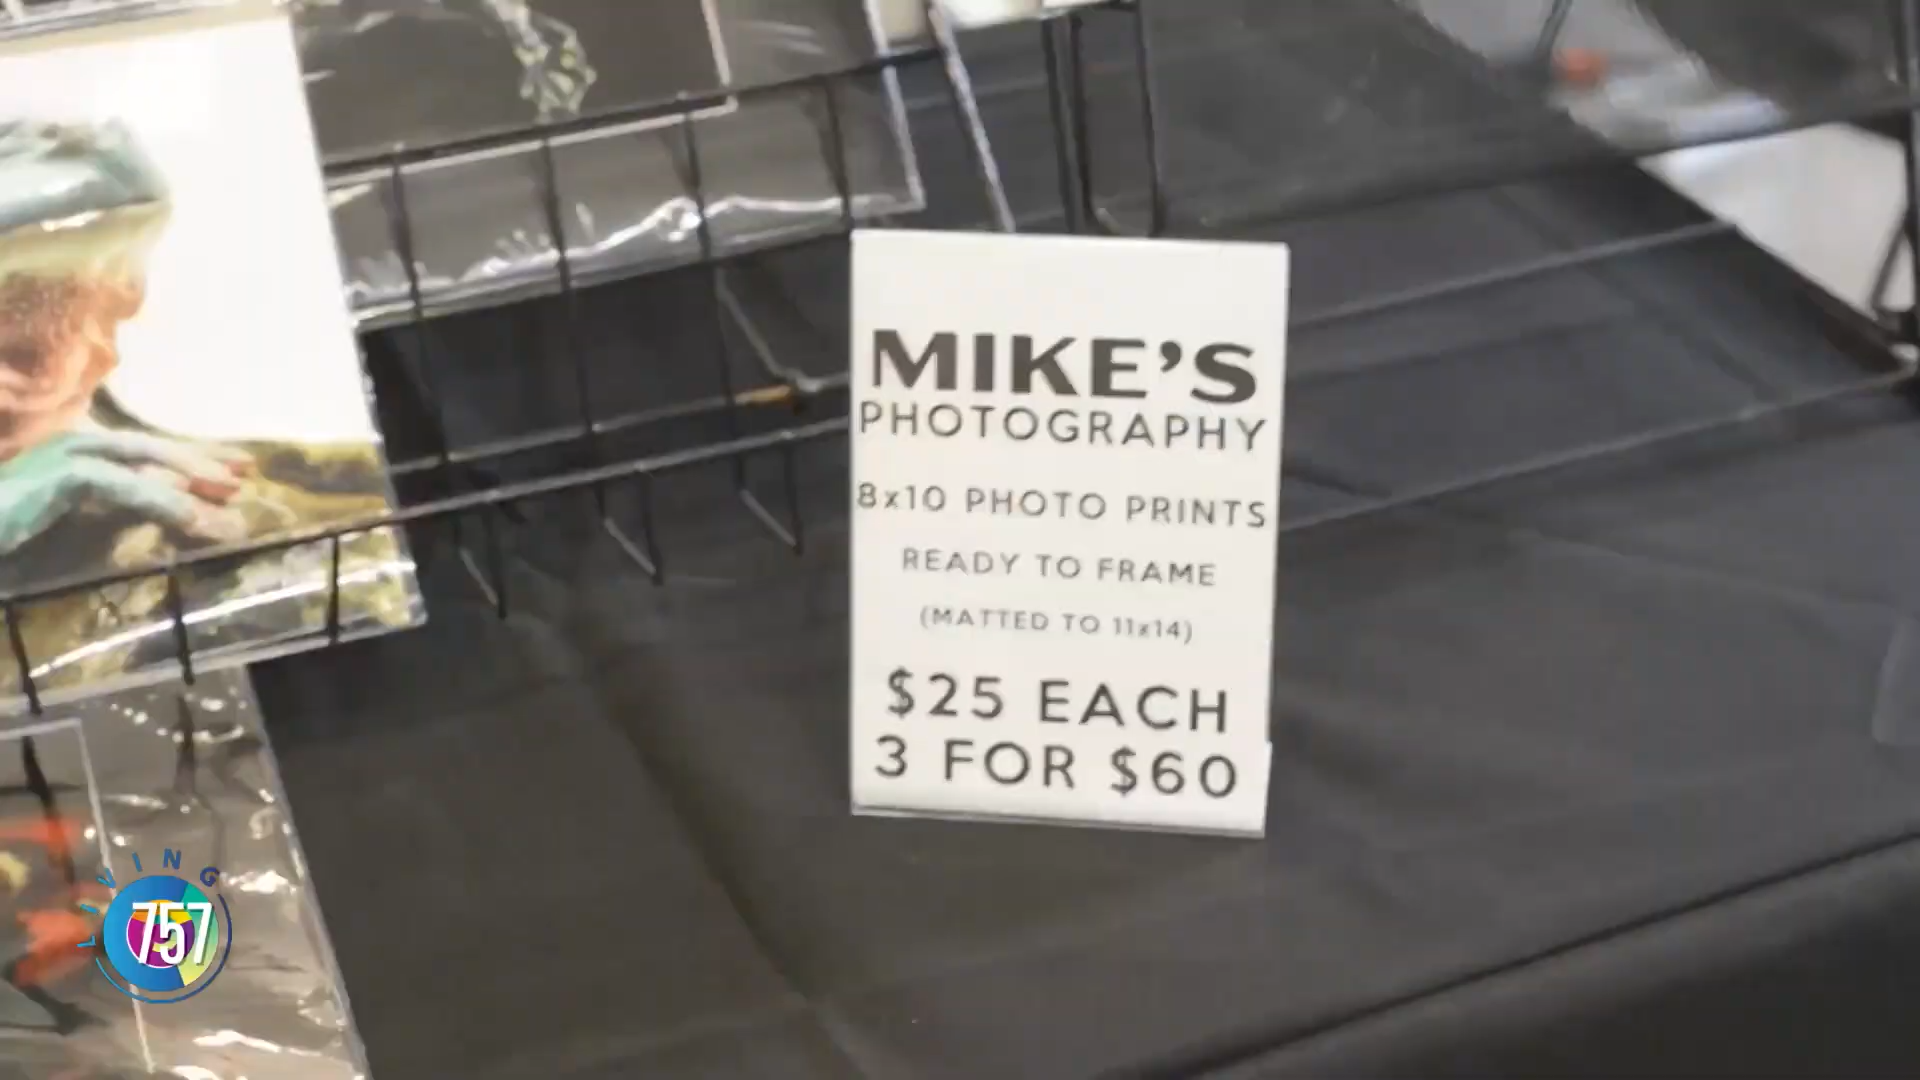 MIKE'S
PHOTOGRAPHY
8x10 PHOTO PRINTS
READY TO FRAME
(MATTED TO 11x14)
$25 EACH
3 FOR $60
LIVING
757